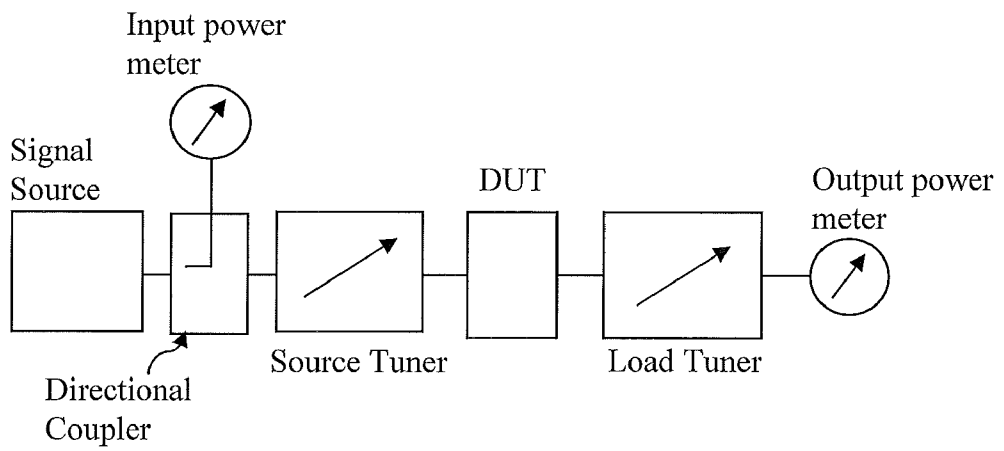 Input power
meter
Signal
Source
DUT
Output power
meter
Source Tuner
Load Tuner
Directional
Coupler